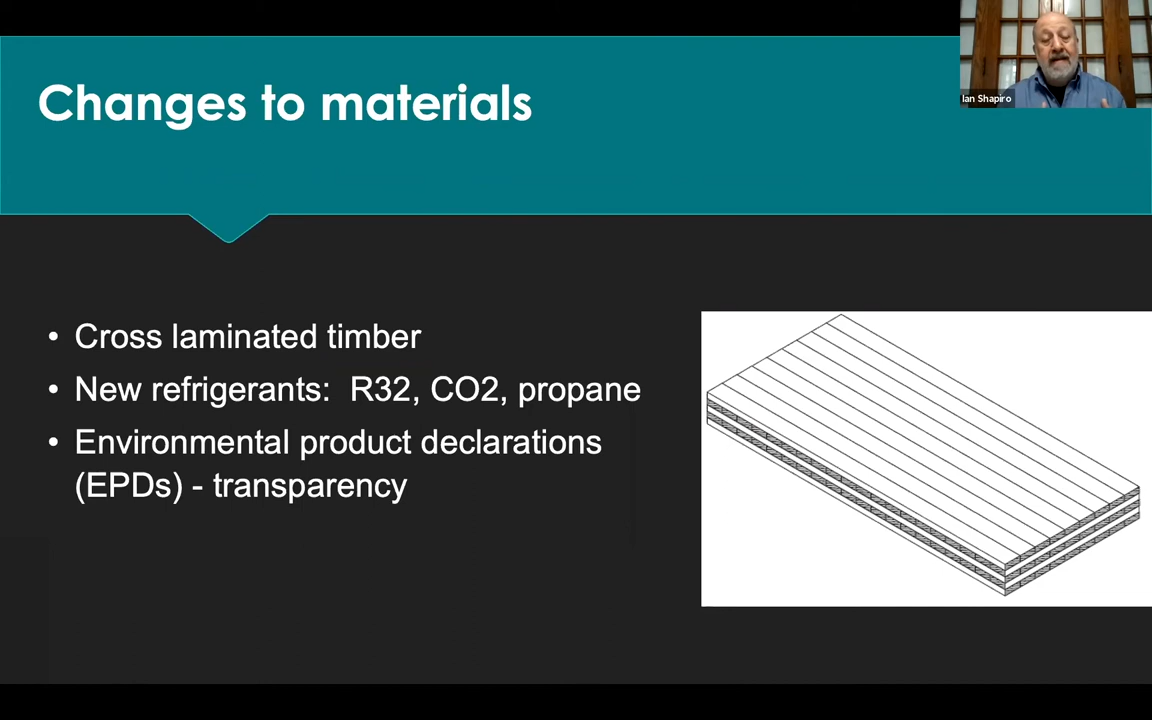 Changes to materials
Ian Shapiro
• Cross laminated timber
• New refrigerants:  R32, CO2, propane
• Environmental product declarations
(EPDs) - transparency